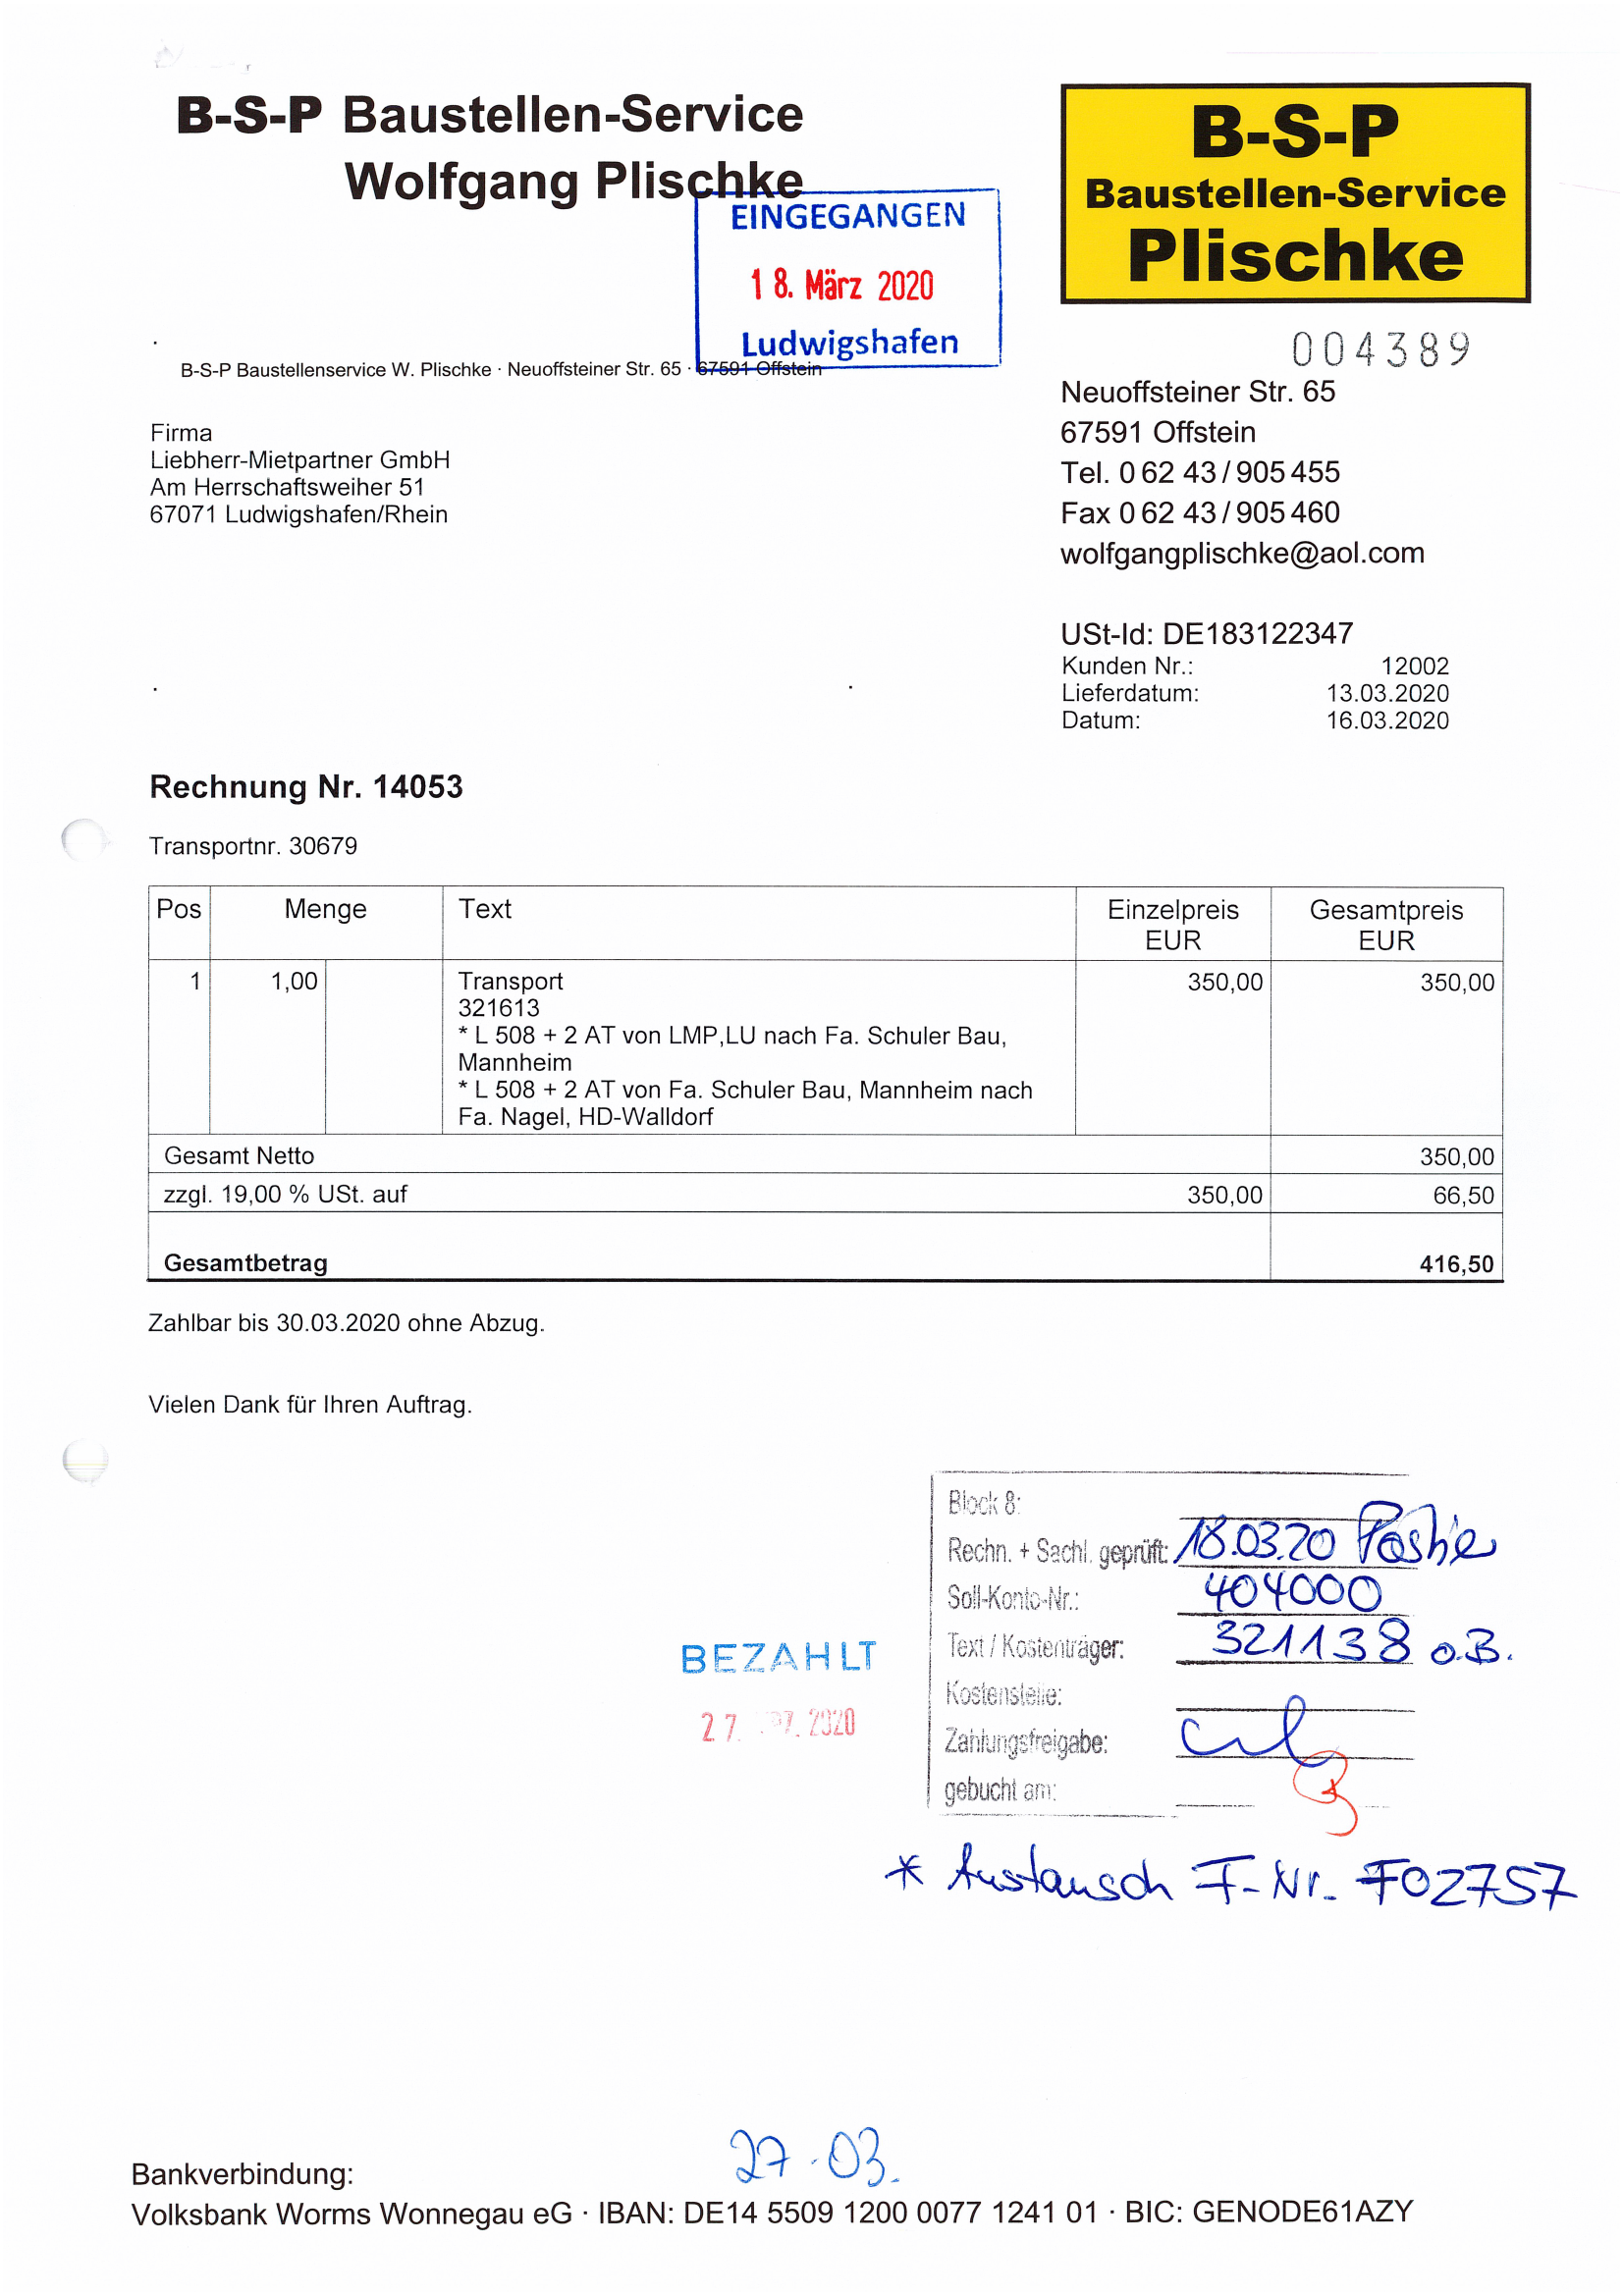 B-S-P Baustellen-Service
Wolfgang Plischke
B-S-P
Baustellen-Service
Plischke
EINGEGANGEN
18. März 2020
Ludwigshafen
004389
B-S-P Baustellenservice W. Plischke · Neuoffsteiner Str. 65 · 67591 Offstein
Neuoffsteiner Str. 65
67591 Offstein
Tel. 0 62 43 / 905 455
Fax 0 62 43 / 905 460
wolfgangplischke@aol.com
Firma
Liebherr-Mietpartner GmbH
Am Herrschaftsweiher 51
67071 Ludwigshafen/Rhein
USt-Id: DE183122347
Kunden Nr.: 12002
Lieferdatum: 13.03.2020
Datum: 16.03.2020
Rechnung Nr. 14053
Transportnr. 30679
Pos Menge Text Einzelpreis EUR Gesamtpreis EUR
1 1,00 Transport 350,00 350,00
321613
* L 508 + 2 AT von LMP,LU nach Fa. Schuler Bau,
Mannheim
* L 508 + 2 AT von Fa. Schuler Bau, Mannheim nach
Fa. Nagel, HD-Walldorf
Gesamt Netto 350,00
zzgl. 19,00 % USt. auf 350,00 66,50
Gesamtbetrag 416,50
Zahlbar bis 30.03.2020 ohne Abzug.
Vielen Dank für Ihren Auftrag.
Block 8:
Rechn. + Sachl. geprüft: 18.03.20
Soll-Konto-Nr.: 404000
Text / Kostenträger: 321138 o.B.
Kostenstelle:
Zahlungsfreigabe:
gebucht am:
BEZAHLT
27. 2020
* Austausch F-Nr. F02757
27.03.
Bankverbindung:
Volksbank Worms Wonnegau eG · IBAN: DE14 5509 1200 0077 1241 01 · BIC: GENODE61AZY